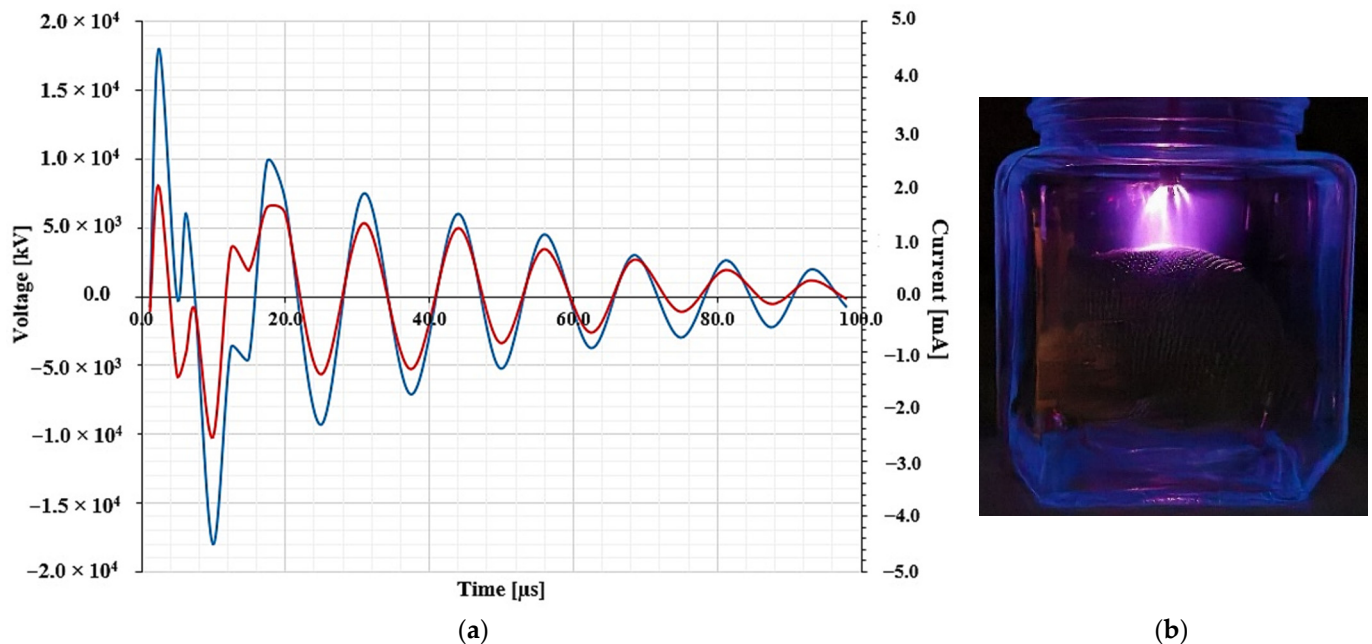 2.0 × 10⁴
1.5 × 10⁴
1.0 × 10⁴
5.0 × 10³
0.0
−5.0 × 10³
−1.0 × 10⁴
−1.5 × 10⁴
−2.0 × 10⁴
Voltage [kV]
0.0 20.0 40.0 60.0 80.0 100.0
Time [µs]
5.0
4.0
3.0
2.0
1.0
0.0
−1.0
−2.0
−3.0
−4.0
−5.0
Current [mA]
(a) (b)